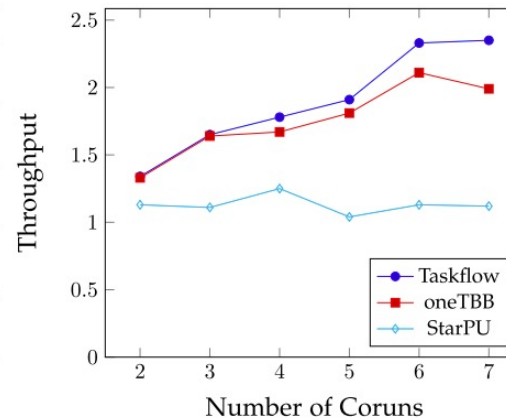 2.5
2
1.5
1
0.5
0
Throughput
Taskflow
oneTBB
StarPU
2 3 4 5 6 7
Number of Coruns